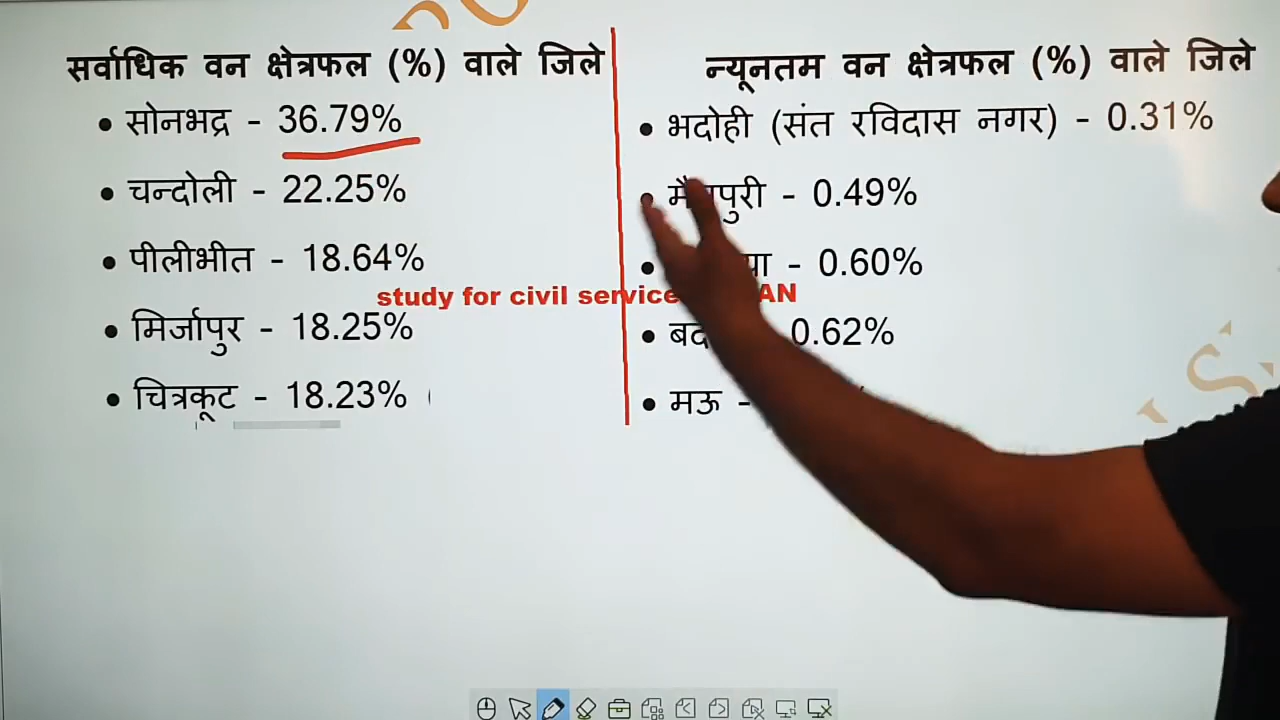 सर्वाधिक वन क्षेत्रफल (%) वाले जिले
• सोनभद्र - 36.79%
• चन्दोली - 22.25%
• पीलीभीत - 18.64%
• मिर्जापुर - 18.25%
• चित्रकूट - 18.23%
न्यूनतम वन क्षेत्रफल (%) वाले जिले
• भदोही (संत रविदास नगर) - 0.31%
• - 0.49%
• - 0.60%
• 0.62%
• मऊ -
study for civil services